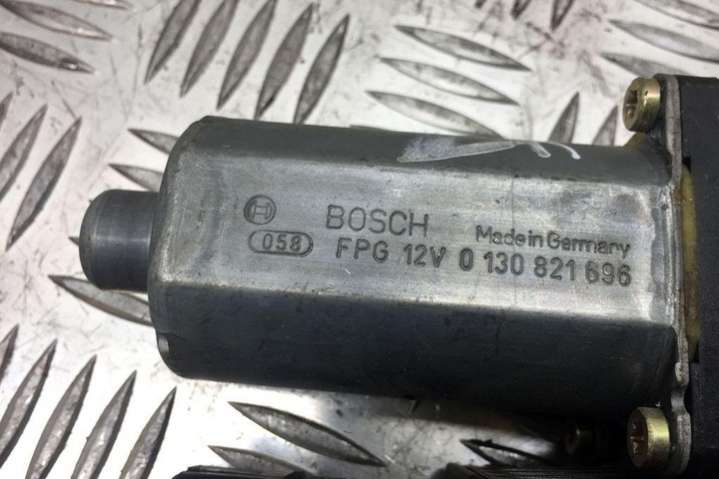 BOSCH Made in Germany
058 FPG 12V 0 130 821 696